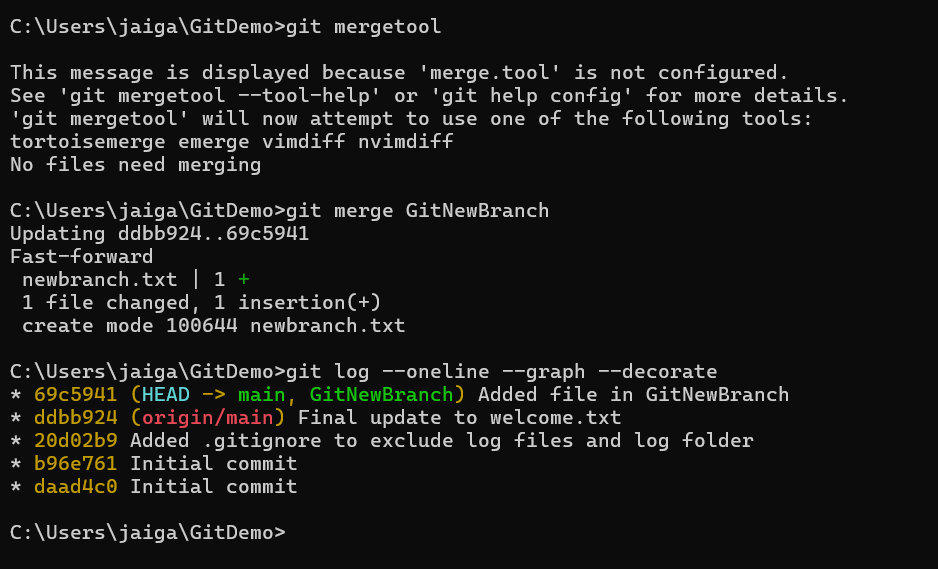 C:\Users\jaiga\GitDemo>git mergetool
This message is displayed because 'merge.tool' is not configured.
See 'git mergetool --tool-help' or 'git help config' for more details.
'git mergetool' will now attempt to use one of the following tools:
tortoisemerge emerge vimdiff nvimdiff
No files need merging
C:\Users\jaiga\GitDemo>git merge GitNewBranch
Updating ddbb924..69c5941
Fast-forward
 newbranch.txt | 1 +
 1 file changed, 1 insertion(+)
 create mode 100644 newbranch.txt
C:\Users\jaiga\GitDemo>git log --oneline --graph --decorate
* 69c5941 (HEAD -> main, GitNewBranch) Added file in GitNewBranch
* ddbb924 (origin/main) Final update to welcome.txt
* 20d02b9 Added .gitignore to exclude log files and log folder
* b96e761 Initial commit
* daad4c0 Initial commit
C:\Users\jaiga\GitDemo>